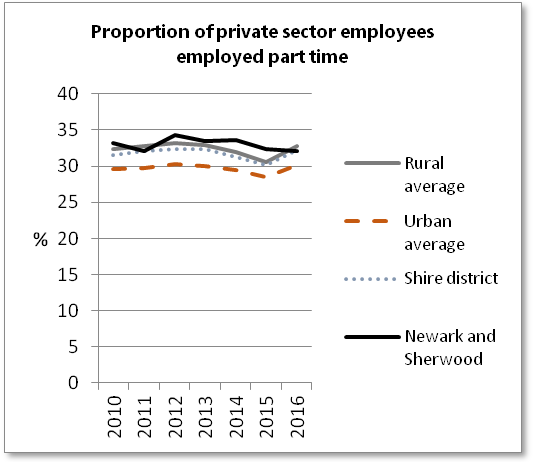 Proportion of private sector employees
employed part time
40
35
30
25
20
15
10
5
0
%
2010
2011
2012
2013
2014
2015
2016
Rural
average
Urban
average
Shire district
Newark and
Sherwood